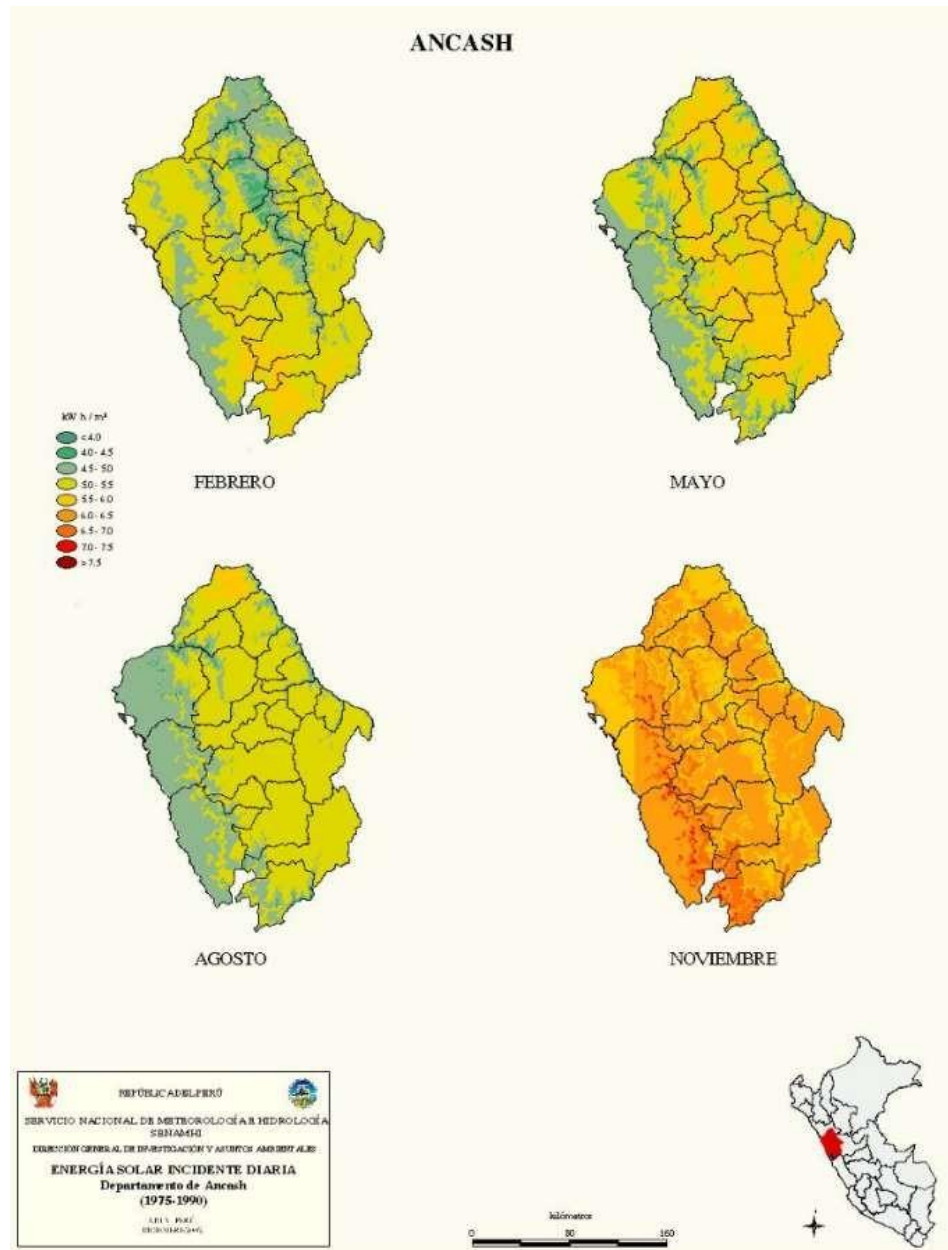 ANCASH
FEBRERO
MAYO
kW h / m²
< 4.0
4.0 - 4.5
4.5 - 5.0
5.0 - 5.5
5.5 - 6.0
6.0 - 6.5
6.5 - 7.0
7.0 - 7.5
> 7.5
AGOSTO
NOVIEMBRE
REPÚBLICA DEL PERÚ
SERVICIO NACIONAL DE METEOROLOGÍA E HIDROLOGÍA
SENAMHI
DIRECCIÓN GENERAL DE INVESTIGACIÓN Y ASUNTOS AMBIENTALES
ENERGÍA SOLAR INCIDENTE DIARIA
Departamento de Ancash
(1975-1990)
PERÚ
kilómetros
0 80 160